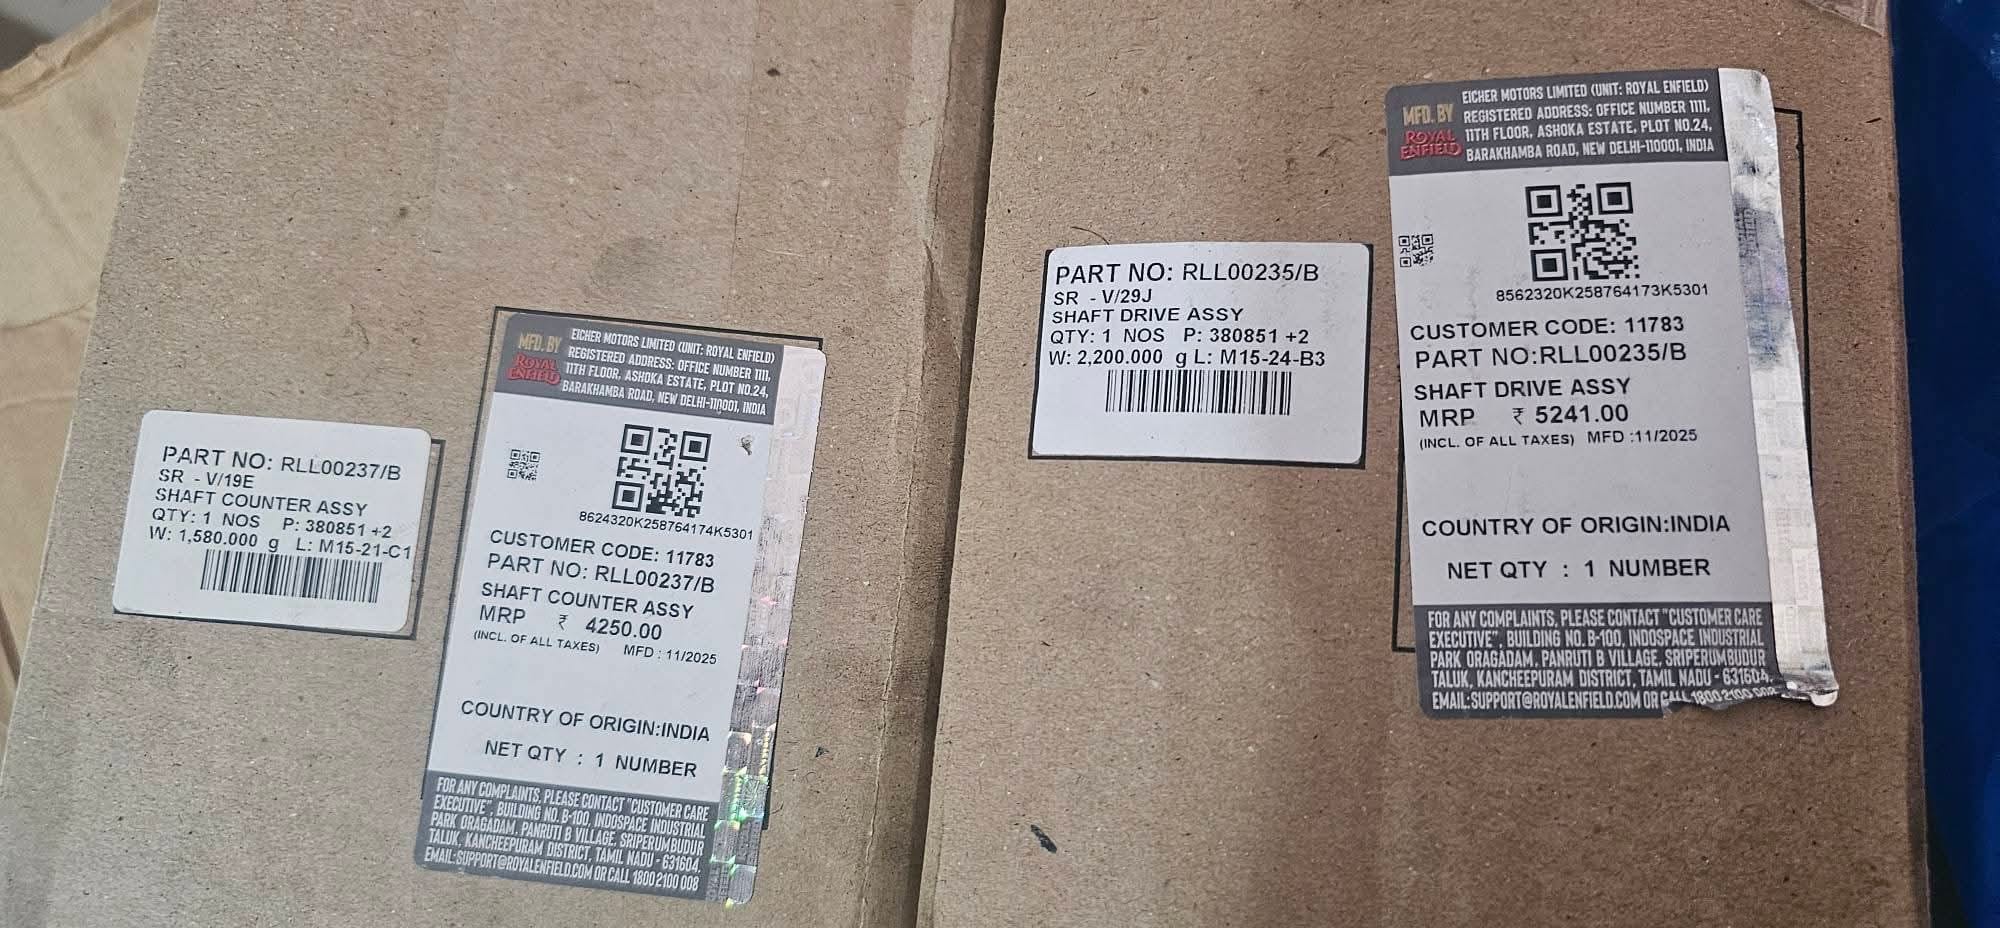 PART NO: RLL00237/B
SR - V/19E
SHAFT COUNTER ASSY
QTY: 1 NOS P: 380851 +2
W: 1,580.000 g L: M15-21-C1
MFD. BY
ROYAL
ENFIELD
EICHER MOTORS LIMITED (UNIT: ROYAL ENFIELD)
REGISTERED ADDRESS: OFFICE NUMBER 1111,
11TH FLOOR, ASHOKA ESTATE, PLOT NO.24,
BARAKHAMBA ROAD, NEW DELHI-110001, INDIA
8624320K258764174K5301
CUSTOMER CODE: 11783
PART NO: RLL00237/B
SHAFT COUNTER ASSY
MRP ₹ 4250.00
(INCL. OF ALL TAXES) MFD : 11/2025
COUNTRY OF ORIGIN:INDIA
NET QTY : 1 NUMBER
FOR ANY COMPLAINTS, PLEASE CONTACT "CUSTOMER CARE
EXECUTIVE", BUILDING NO. B-100, INDOSPACE INDUSTRIAL
PARK ORAGADAM, PANRUTI B VILLAGE, SRIPERUMBUDUR
TALUK, KANCHEEPURAM DISTRICT, TAMIL NADU - 631604.
EMAIL:SUPPORT@ROYALENFIELD.COM OR CALL 1800 2100 008
PART NO: RLL00235/B
SR - V/29J
SHAFT DRIVE ASSY
QTY: 1 NOS P: 380851 +2
W: 2,200.000 g L: M15-24-B3
MFD. BY
ROYAL
ENFIELD
EICHER MOTORS LIMITED (UNIT: ROYAL ENFIELD)
REGISTERED ADDRESS: OFFICE NUMBER 1111,
11TH FLOOR, ASHOKA ESTATE, PLOT NO.24,
BARAKHAMBA ROAD, NEW DELHI-110001, INDIA
8562320K258764173K5301
CUSTOMER CODE: 11783
PART NO:RLL00235/B
SHAFT DRIVE ASSY
MRP ₹ 5241.00
(INCL. OF ALL TAXES) MFD :11/2025
COUNTRY OF ORIGIN:INDIA
NET QTY : 1 NUMBER
FOR ANY COMPLAINTS, PLEASE CONTACT "CUSTOMER CARE
EXECUTIVE", BUILDING NO. B-100, INDOSPACE INDUSTRIAL
PARK ORAGADAM, PANRUTI B VILLAGE, SRIPERUMBUDUR
TALUK, KANCHEEPURAM DISTRICT, TAMIL NADU - 631604.
EMAIL:SUPPORT@ROYALENFIELD.COM OR CALL 1800 2100 008